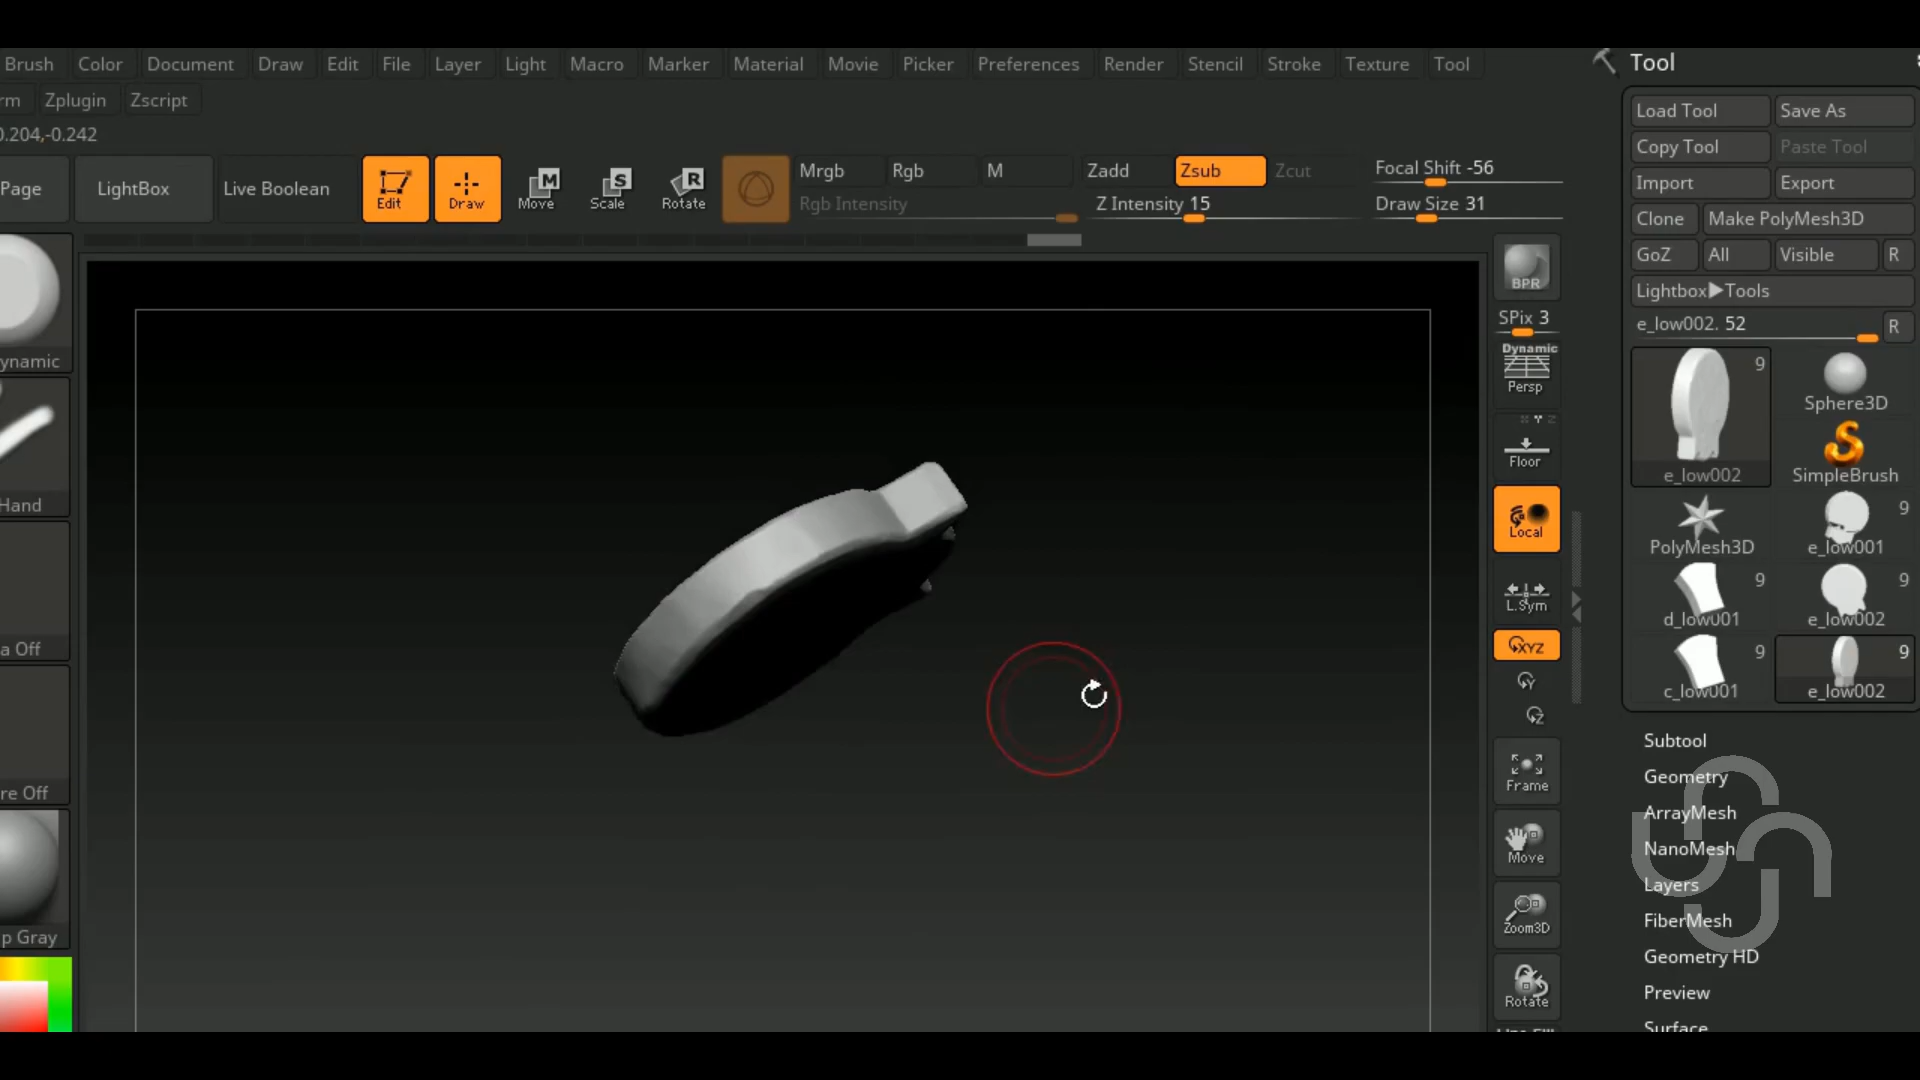 Brush Color Document Draw Edit File Layer Light Macro Marker Material Movie Picker Preferences Render Stencil Stroke Texture Tool
rm Zplugin Zscript
0.204,-0.242
Page LightBox Live Boolean Edit Draw Move Scale Rotate
M S R
Mrgb Rgb M Zadd Zsub Zcut Focal Shift -56
Rgb Intensity Z Intensity 15 Draw Size 31
ynamic
Hand
a Off
re Off
p Gray
BPR
SPix 3
Dynamic
Persp
Floor
Local
L.Sym
XYZ
Y
Z
Frame
Move
Zoom3D
Rotate
Tool
Load Tool Save As
Copy Tool Paste Tool
Import Export
Clone Make PolyMesh3D
GoZ All Visible R
Lightbox▶Tools
e_low002. 52 R
9
e_low002 Sphere3D
SimpleBrush
9
PolyMesh3D e_low001
9 9
d_low001 e_low002
9 9
c_low001 e_low002
Subtool
Geometry
ArrayMesh
NanoMesh
Layers
FiberMesh
Geometry HD
Preview
Surface